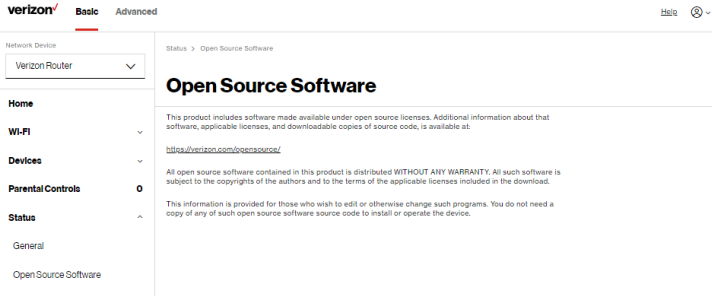 verizon✓
Basic
Advanced
Help
Network Device
Verizon Router
Home
Wi-Fi
Devices
Parental Controls 0
Status
General
Open Source Software
Status > Open Source Software
Open Source Software
This product includes software made available under open source licenses. Additional information about that
software, applicable licenses, and downloadable copies of source code, is available at:
https://verizon.com/opensource/
All open source software contained in this product is distributed WITHOUT ANY WARRANTY. All such software is
subject to the copyrights of the authors and to the terms of the applicable licenses included in the download.
This information is provided for those who wish to edit or otherwise change such programs. You do not need a
copy of any of such open source software source code to install or operate the device.